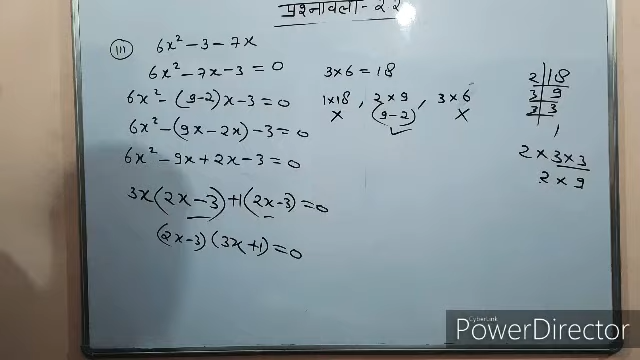 प्रश्नावली - 2.2
(iii) 6x² - 3 - 7x
6x² - 7x - 3 = 0
6x² - (9-2)x - 3 = 0
6x² - (9x - 2x) - 3 = 0
6x² - 9x + 2x - 3 = 0
3x(2x - 3) + 1(2x - 3) = 0
(2x - 3)(3x + 1) = 0
3 × 6 = 18
1 × 18, 2 × 9, 3 × 6
× (9-2) ✓ ×
2 | 18
3 | 9
3 | 3
1
2 × 3 × 3
2 × 9
CyberLink
PowerDirector